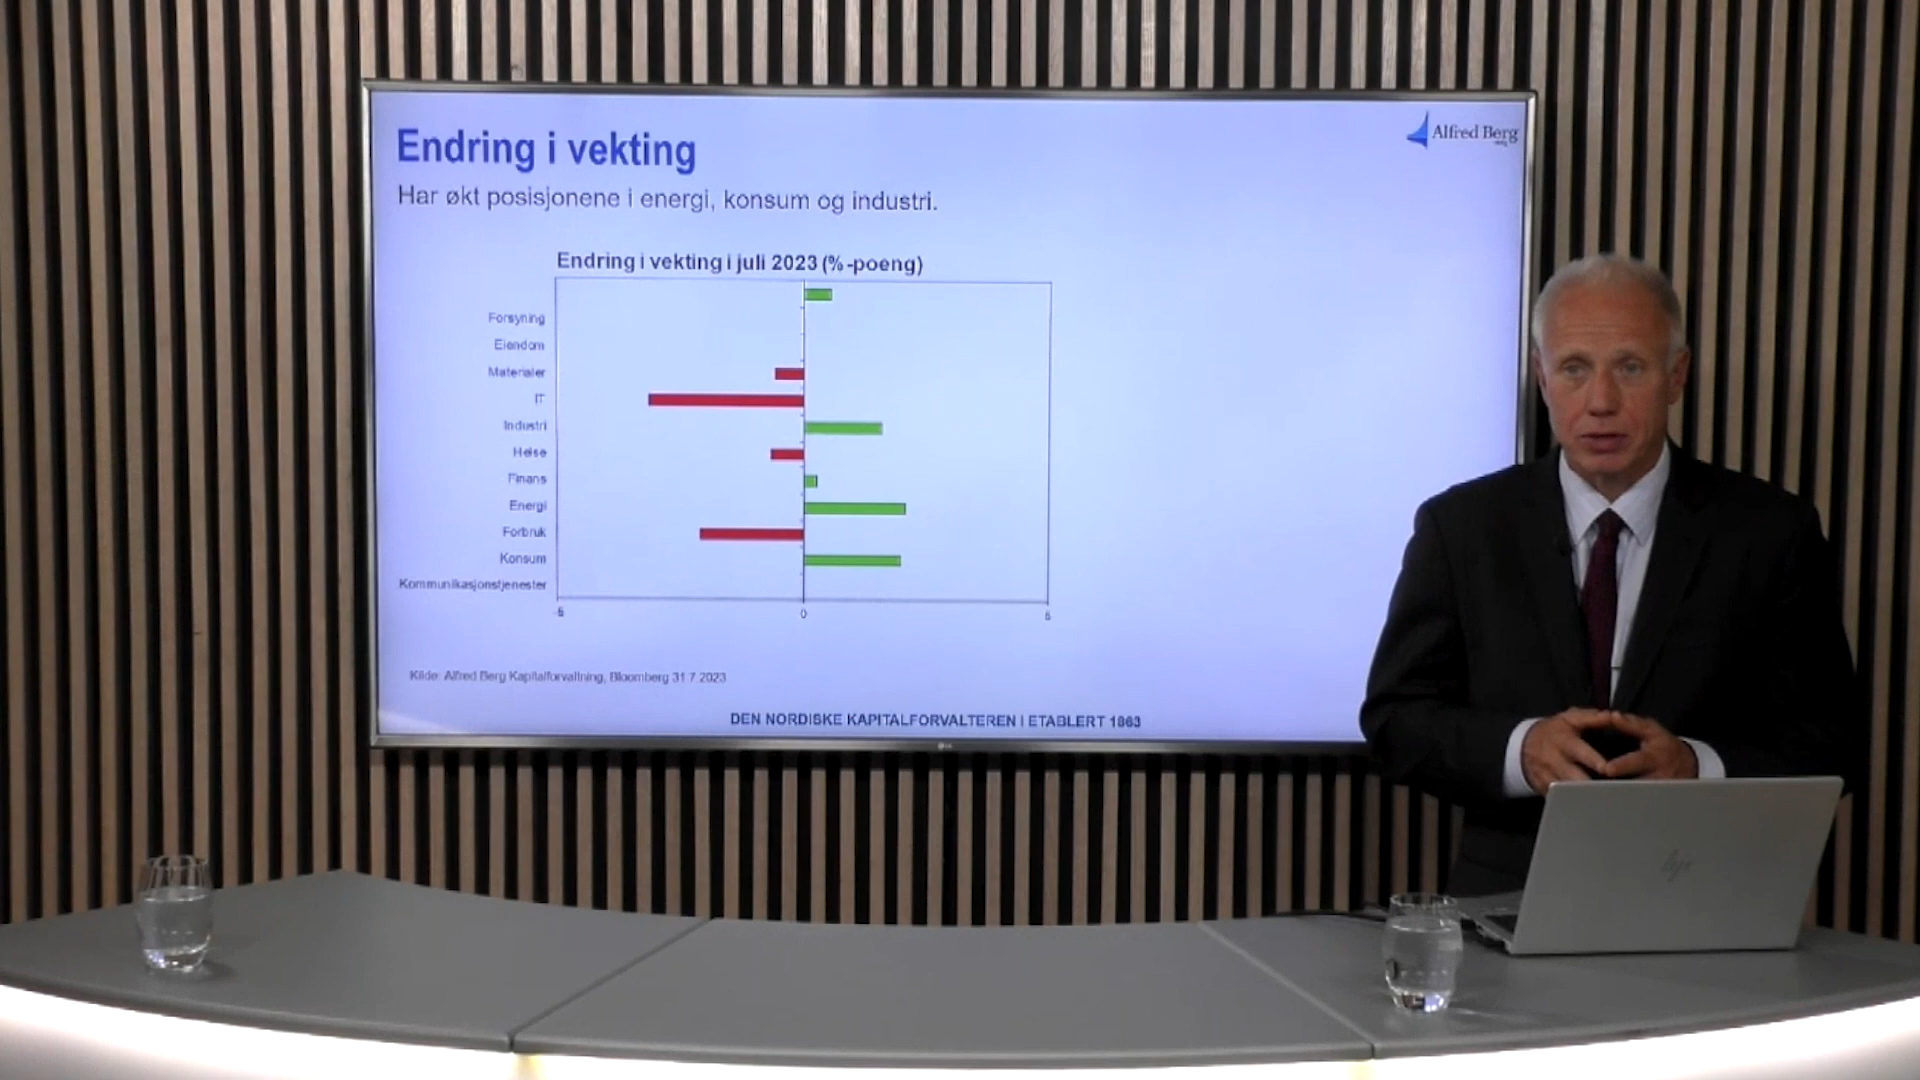 Endring i vekting
Alfred Berg
Har økt posisjonene i energi, konsum og industri.
Endring i vekting i juli 2023 (%-poeng)
Forsyning
Eiendom
Materialer
IT
Industri
Helse
Finans
Energi
Forbruk
Konsum
Kommunikasjonstjenester
-5 0 5
Kilde: Alfred Berg Kapitalforvaltning, Bloomberg 31.7.2023
DEN NORDISKE KAPITALFORVALTEREN I ETABLERT 1863
LG
hp